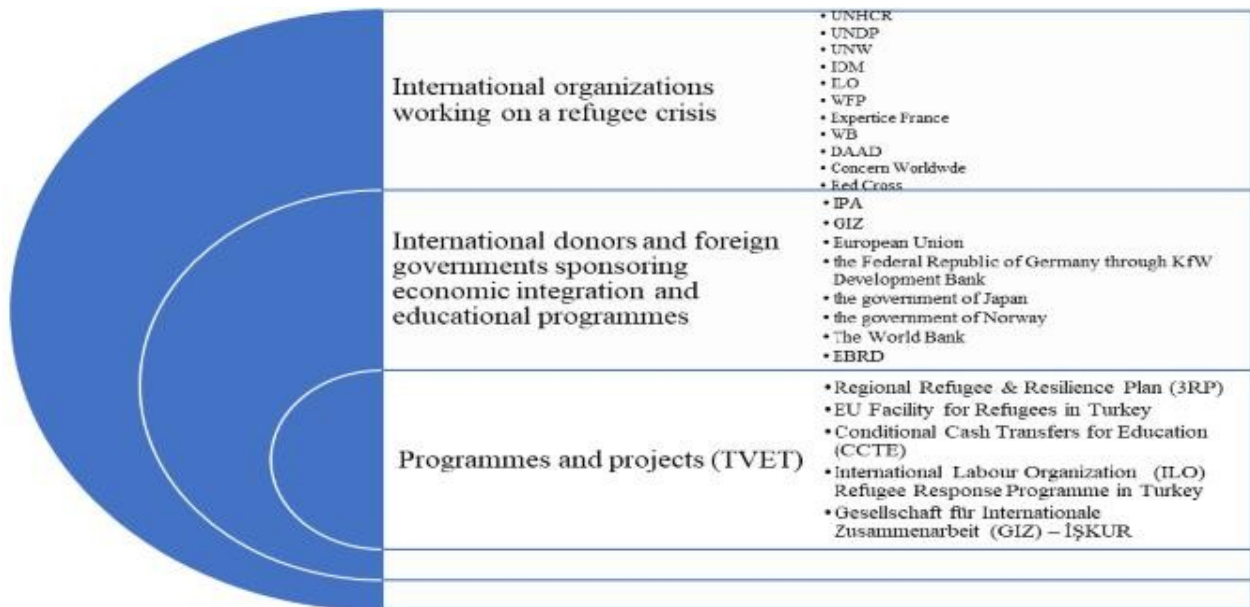 International organizations
working on a refugee crisis
• UNHCR
• UNDP
• UNW
• IOM
• ILO
• WFP
• Expertice France
• WB
• DAAD
• Concern Worldwde
• Red Cross
International donors and foreign
governments sponsoring
economic integration and
educational programmes
• IPA
• GIZ
• European Union
• the Federal Republic of Germany through KfW
Development Bank
• the government of Japan
• the government of Norway
• The World Bank
• EBRD
Programmes and projects (TVET)
• Regional Refugee & Resilience Plan (3RP)
• EU Facility for Refugees in Turkey
• Conditional Cash Transfers for Education
(CCTE)
• International Labour Organization (ILO)
Refugee Response Programme in Turkey
• Gesellschaft für Internationale
Zusammenarbeit (GIZ) – İŞKUR